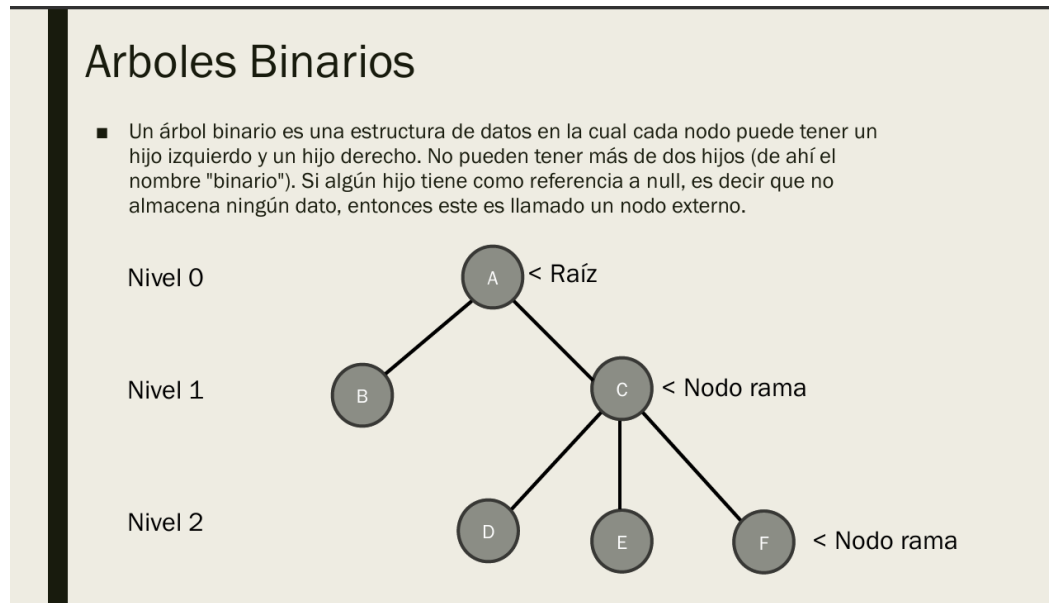 Arboles Binarios
■ Un árbol binario es una estructura de datos en la cual cada nodo puede tener un
hijo izquierdo y un hijo derecho. No pueden tener más de dos hijos (de ahí el
nombre "binario"). Si algún hijo tiene como referencia a null, es decir que no
almacena ningún dato, entonces este es llamado un nodo externo.
Nivel 0
A
< Raíz
Nivel 1
B
C
< Nodo rama
Nivel 2
D
E
F
< Nodo rama